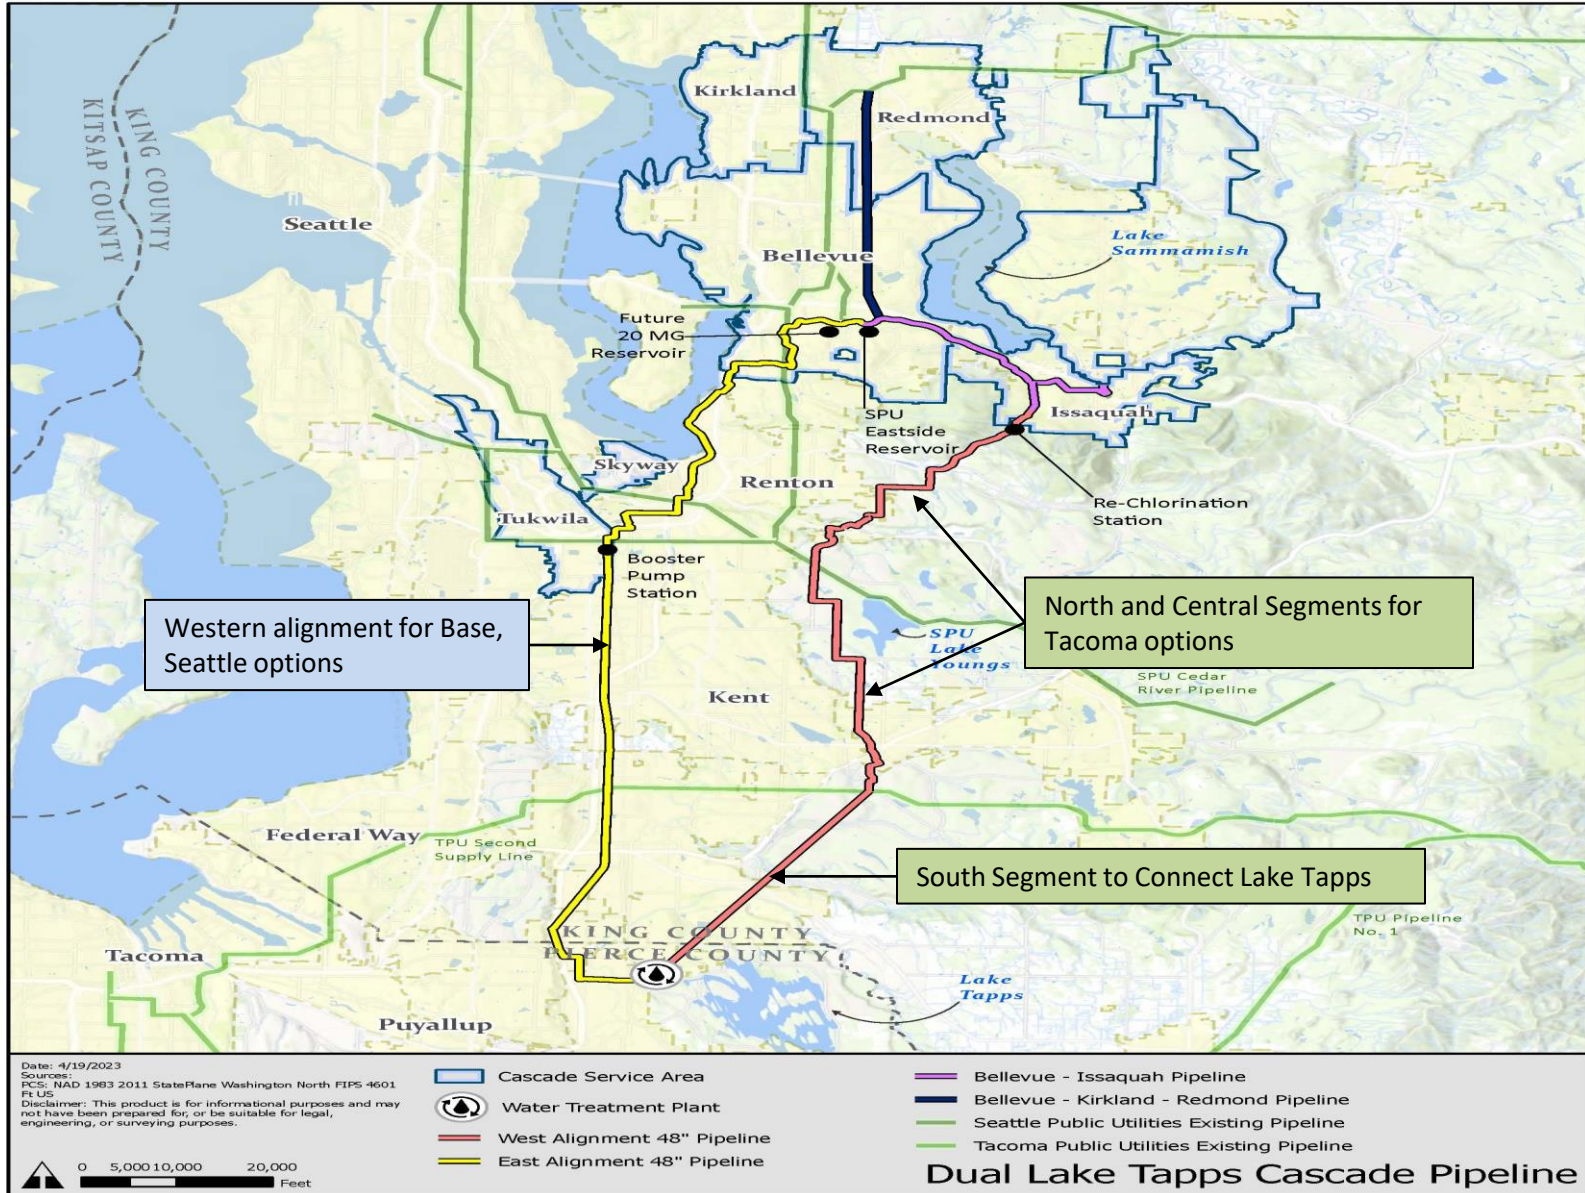 KING COUNTY
KITSAP COUNTY
Kirkland
Redmond
Seattle
Lake
Sammamish
Bellevue
Future
20 MG
Reservoir
SPU
Eastside
Reservoir
Issaquah
Skyway
Renton
Re-Chlorination
Station
Tukwila
Booster
Pump
Station
Western alignment for Base,
Seattle options
North and Central Segments for
Tacoma options
SPU
Lake
Youngs
SPU Cedar
River Pipeline
Kent
Federal Way
TPU Second
Supply Line
South Segment to Connect Lake Tapps
TPU Pipeline
No. 1
KING COUNTY
PIERCE COUNTY
Tacoma
Lake
Tapps
Puyallup
Date: 4/19/2023
Sources:
PCS: NAD 1983 2011 StatePlane Washington North FIPS 4601
Ft US
Disclaimer: This product is for informational purposes and may
not have been prepared for, or be suitable for legal,
engineering, or surveying purposes.
0 5,000 10,000 20,000
Feet
Cascade Service Area
Water Treatment Plant
West Alignment 48" Pipeline
East Alignment 48" Pipeline
Bellevue - Issaquah Pipeline
Bellevue - Kirkland - Redmond Pipeline
Seattle Public Utilities Existing Pipeline
Tacoma Public Utilities Existing Pipeline
Dual Lake Tapps Cascade Pipeline